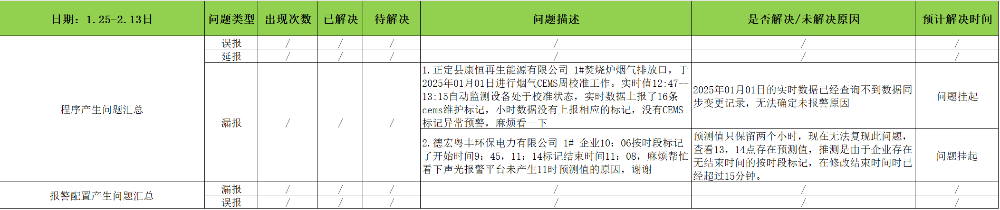 日期：1.25-2.13日 问题类型 出现次数 已解决 待解决 问题描述 是否解决/未解决原因 预计解决时间
程序产生问题汇总
误报 / / / / / /
延报 / / / / / /
漏报 / / /
1.正定县康恒再生能源有限公司 1#焚烧炉烟气排放口，于
2025年01月01日进行烟气CEMS周校准工作。实时值12:47--
13:15自动监测设备处于校准状态，实时数据上报了16条
cems维护标记，小时数据没有上报相应的标记，没有CEMS
标记异常预警，麻烦看一下
2025年01月01日的实时数据已经查询不到数据同
步变更记录，无法确定未报警原因
问题挂起
2.德宏粤丰环保电力有限公司 1# 企业10：06按时段标记
了开始时间9：45，11：14标记结束时间11：08，麻烦帮忙
看下声光报警平台未产生11时预测值的原因，谢谢
预测值只保留两个小时，现在无法复现此问题，
查看13，14点存在预测值，推测是由于企业存在
无结束时间的按时段标记，在修改结束时间时已
经超过15分钟。
问题挂起
报警配置产生问题汇总
漏报 / / / / / /
误报 / / / / / /